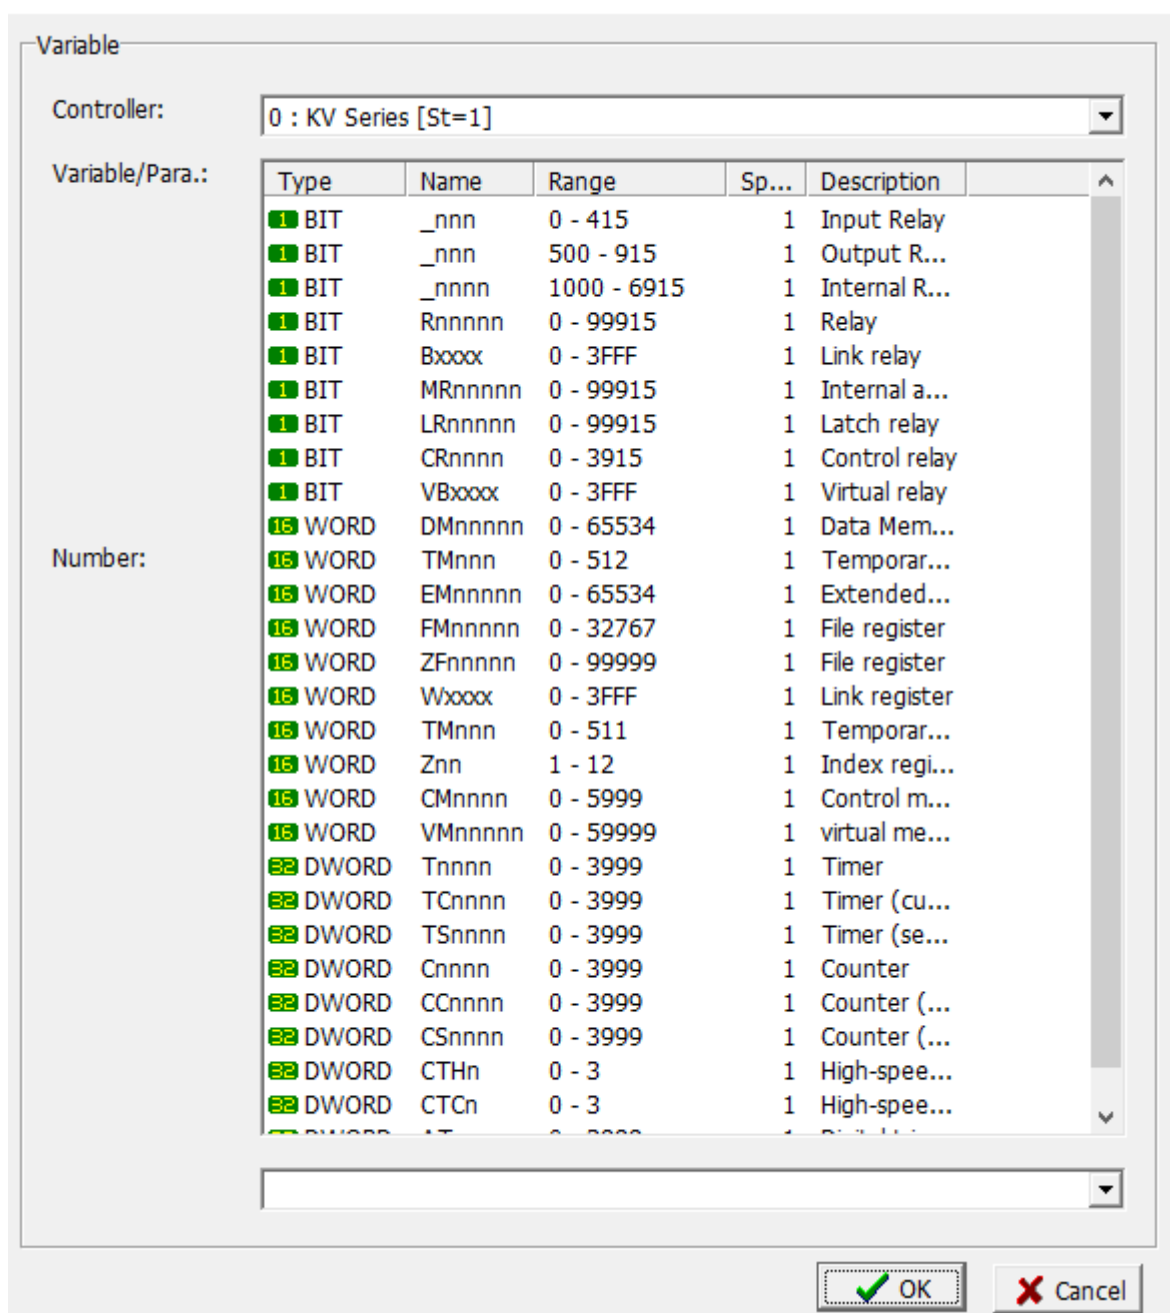 Variable
Controller: 0 : KV Series [St=1]
Variable/Para.:
Type Name Range Sp... Description
1 BIT _nnn 0 - 415 1 Input Relay
1 BIT _nnn 500 - 915 1 Output R...
1 BIT _nnnn 1000 - 6915 1 Internal R...
1 BIT Rnnnnn 0 - 99915 1 Relay
1 BIT Bxxxx 0 - 3FFF 1 Link relay
1 BIT MRnnnnn 0 - 99915 1 Internal a...
1 BIT LRnnnnn 0 - 99915 1 Latch relay
1 BIT CRnnnn 0 - 3915 1 Control relay
1 BIT VBxxxx 0 - 3FFF 1 Virtual relay
16 WORD DMnnnnn 0 - 65534 1 Data Mem...
Number:
16 WORD TMnnn 0 - 512 1 Temporar...
16 WORD EMnnnnn 0 - 65534 1 Extended...
16 WORD FMnnnnn 0 - 32767 1 File register
16 WORD ZFnnnnn 0 - 99999 1 File register
16 WORD Wxxxx 0 - 3FFF 1 Link register
16 WORD TMnnn 0 - 511 1 Temporar...
16 WORD Znn 1 - 12 1 Index regi...
16 WORD CMnnnn 0 - 5999 1 Control m...
16 WORD VMnnnnn 0 - 59999 1 virtual me...
32 DWORD Tnnnn 0 - 3999 1 Timer
32 DWORD TCnnnn 0 - 3999 1 Timer (cu...
32 DWORD TSnnnn 0 - 3999 1 Timer (se...
32 DWORD Cnnnn 0 - 3999 1 Counter
32 DWORD CCnnnn 0 - 3999 1 Counter (...
32 DWORD CSnnnn 0 - 3999 1 Counter (...
32 DWORD CTHn 0 - 3 1 High-spee...
32 DWORD CTCn 0 - 3 1 High-spee...
OK Cancel